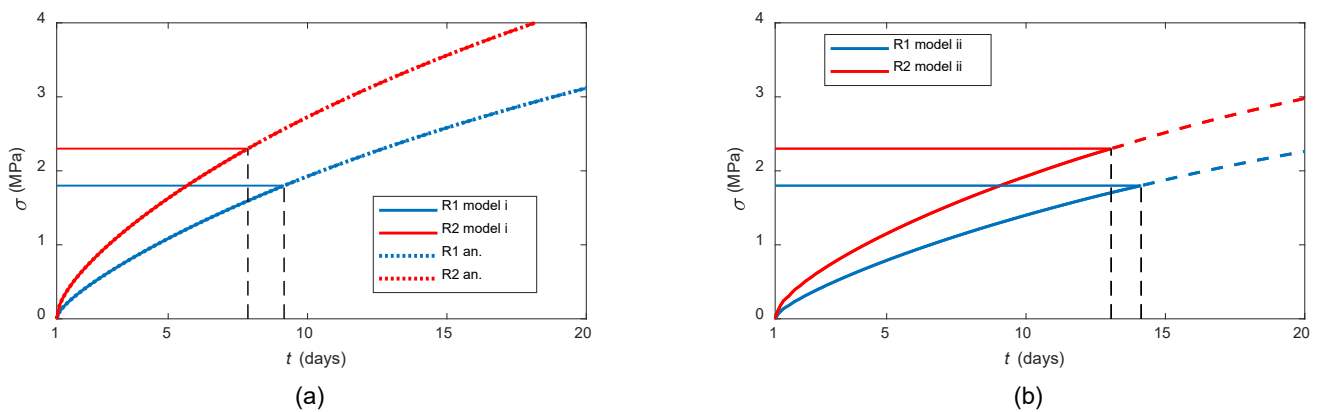 4
3
2
1
0
σ (MPa)
1 5 10 15 20
t (days)
R1 model i
R2 model i
R1 an.
R2 an.
(a)
4
3
2
1
0
σ (MPa)
1 5 10 15 20
t (days)
R1 model ii
R2 model ii
(b)